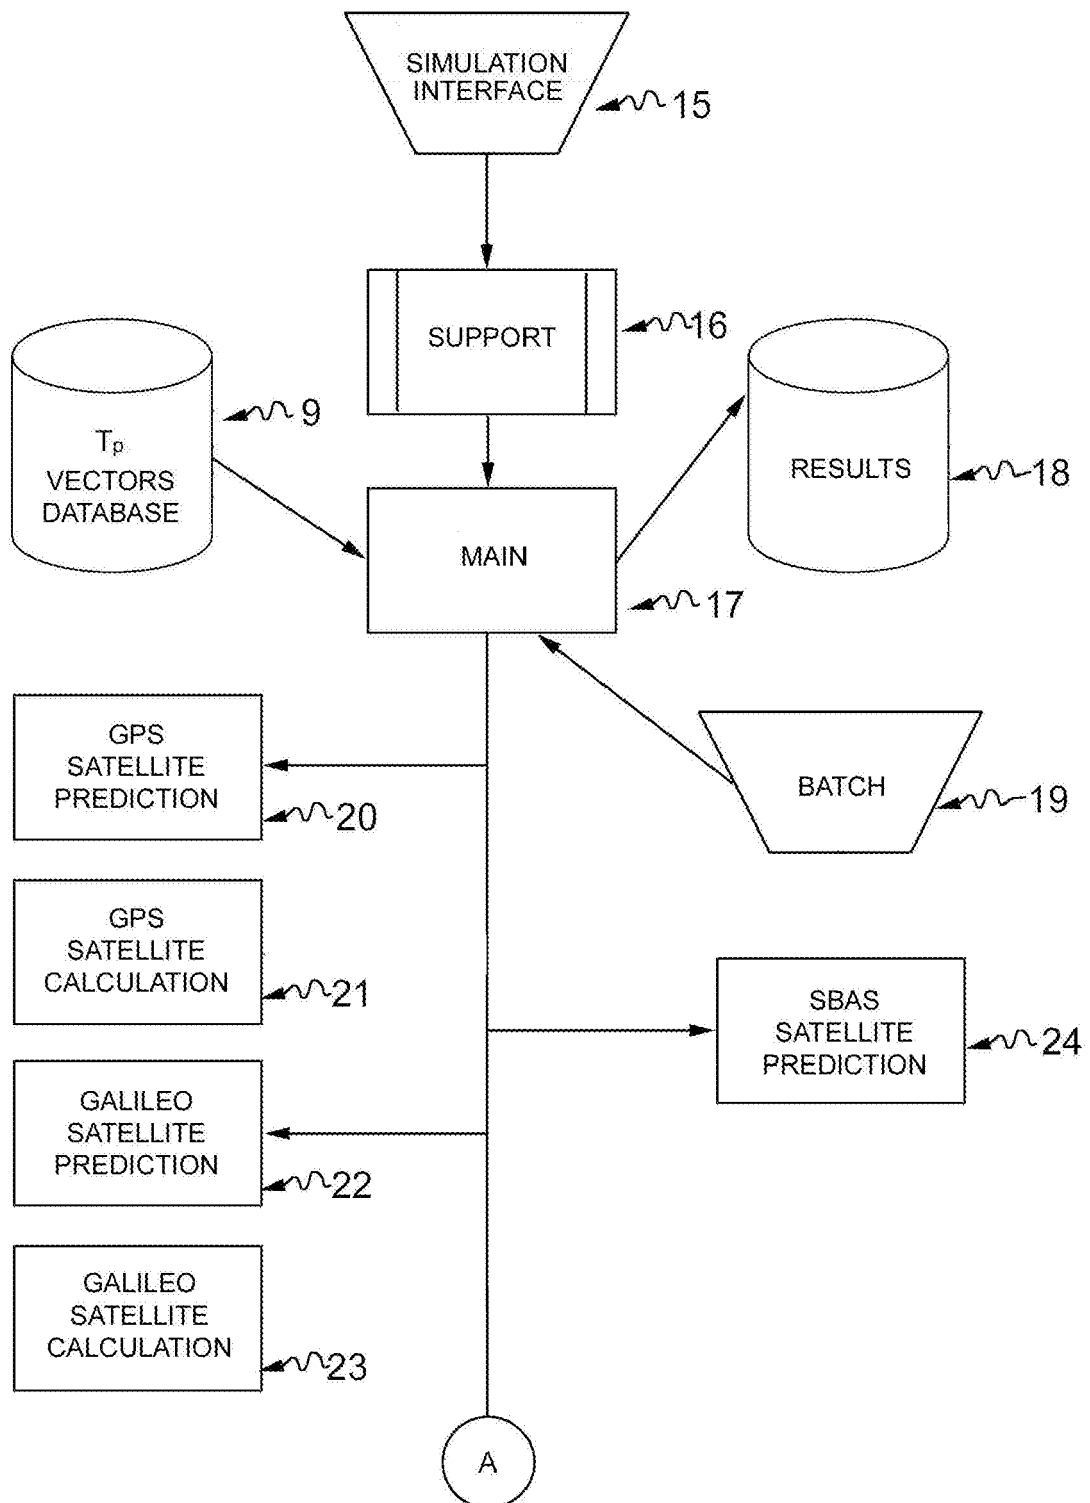 SIMULATION
INTERFACE
15
SUPPORT
16
Tp
VECTORS
DATABASE
9
RESULTS
18
MAIN
17
GPS
SATELLITE
PREDICTION
20
BATCH
19
GPS
SATELLITE
CALCULATION
21
SBAS
SATELLITE
PREDICTION
24
GALILEO
SATELLITE
PREDICTION
22
GALILEO
SATELLITE
CALCULATION
23
A